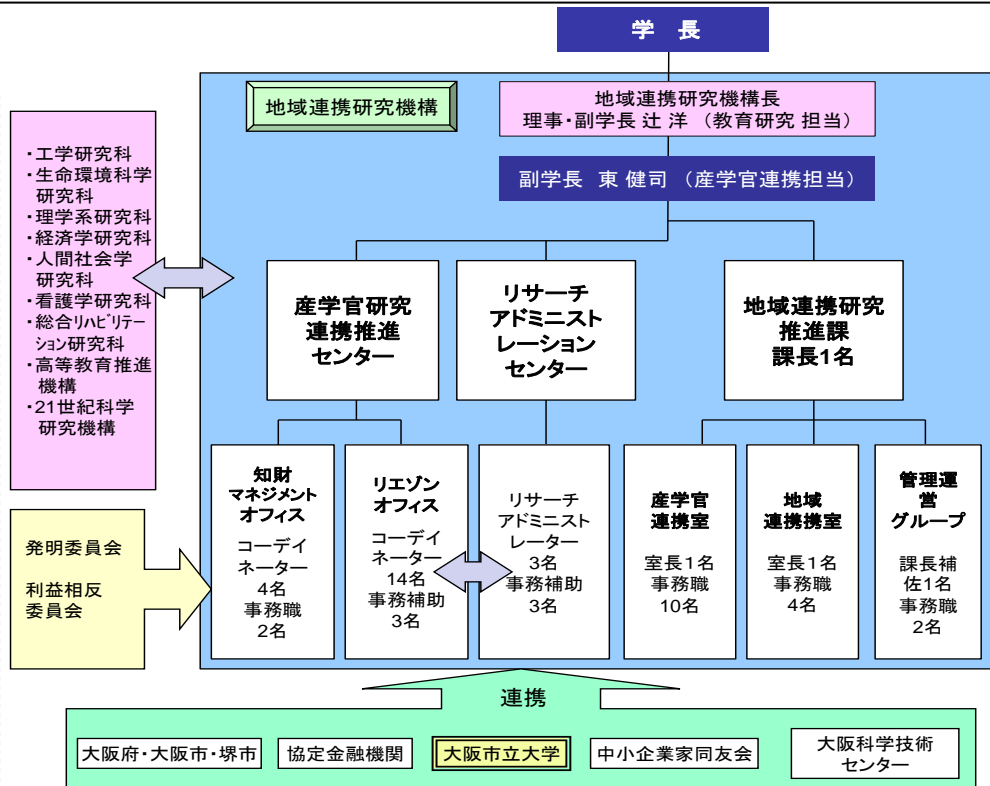 学 長
地域連携研究機構
地域連携研究機構長
理事・副学長 辻 洋 （教育研究 担当）
副学長 東 健司 （産学官連携担当）
・工学研究科
・生命環境科学
研究科
・理学系研究科
・経済学研究科
・人間社会学
研究科
・看護学研究科
・総合ﾘﾊﾋﾞﾘﾃｰ
ｼｮﾝ研究科
・高等教育推進
機構
・21世紀科学
研究機構
産学官研究
連携推進
センター
リサーチ
アドミニスト
レーション
センター
地域連携研究
推進課
課長1名
知財
マネジメント
オフィス
コーディ
ネーター
4名
事務職
2名
リエゾン
オフィス
コーディ
ネーター
14名
事務補助
3名
リサーチ
アドミニスト
レーター
3名
事務補助
3名
産学官
連携室
室長1名
事務職
10名
地域
連携携室
室長1名
事務職
4名
管理運
営
グループ
課長補
佐1名
事務職
2名
発明委員会
利益相反
委員会
連携
大阪府・大阪市・堺市
協定金融機関
大阪市立大学
中小企業家同友会
大阪科学技術
センター